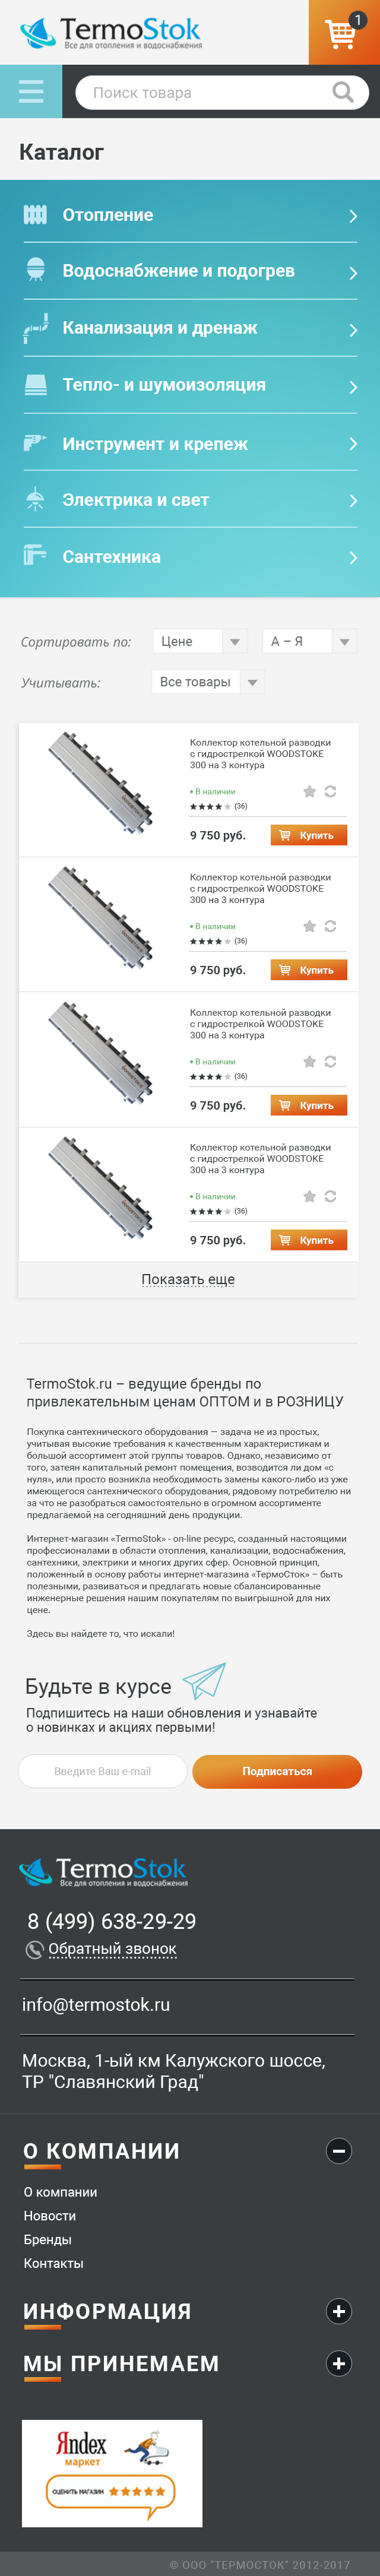 TermoStok
Все для отопления и водоснабжения
1
Поиск товара
Каталог
Отопление
Водоснабжение и подогрев
Канализация и дренаж
Тепло- и шумоизоляция
Инструмент и крепеж
Электрика и свет
Сантехника
Сортировать по: Цене А – Я
Учитывать: Все товары
Коллектор котельной разводки
с гидрострелкой WOODSTOKE
300 на 3 контура
• В наличии
(36)
9 750 руб. Купить
Коллектор котельной разводки
с гидрострелкой WOODSTOKE
300 на 3 контура
• В наличии
(36)
9 750 руб. Купить
Коллектор котельной разводки
с гидрострелкой WOODSTOKE
300 на 3 контура
• В наличии
(36)
9 750 руб. Купить
Коллектор котельной разводки
с гидрострелкой WOODSTOKE
300 на 3 контура
• В наличии
(36)
9 750 руб. Купить
Показать еще
TermoStok.ru – ведущие бренды по
привлекательным ценам ОПТОМ и в РОЗНИЦУ
Покупка сантехнического оборудования — задача не из простых,
учитывая высокие требования к качественным характеристикам и
большой ассортимент этой группы товаров. Однако, независимо от
того, затеян капитальный ремонт помещения, возводится ли дом «с
нуля», или просто возникла необходимость замены какого-либо из уже
имеющегося сантехнического оборудования, рядовому потребителю ни
за что не разобраться самостоятельно в огромном ассортименте
предлагаемой на сегодняшний день продукции.
Интернет-магазин «TermoStok» - on-line ресурс, созданный настоящими
профессионалами в области отопления, канализации, водоснабжения,
сантехники, электрики и многих других сфер. Основной принцип,
положенный в основу работы интернет-магазина «ТермоСток» – быть
полезными, развиваться и предлагать новые сбалансированные
инженерные решения нашим покупателям по выигрышной для них
цене.
Здесь вы найдете то, что искали!
Будьте в курсе
Подпишитесь на наши обновления и узнавайте
о новинках и акциях первыми!
Введите Ваш e-mail Подписаться
TermoStok
Все для отопления и водоснабжения
8 (499) 638-29-29
Обратный звонок
info@termostok.ru
Москва, 1-ый км Калужского шоссе,
ТР "Славянский Град"
О КОМПАНИИ
О компании
Новости
Бренды
Контакты
ИНФОРМАЦИЯ
МЫ ПРИНИМАЕМ
Яndex
маркет
ОЦЕНИТЬ МАГАЗИН
© ООО "ТЕРМОСТОК" 2012-2017